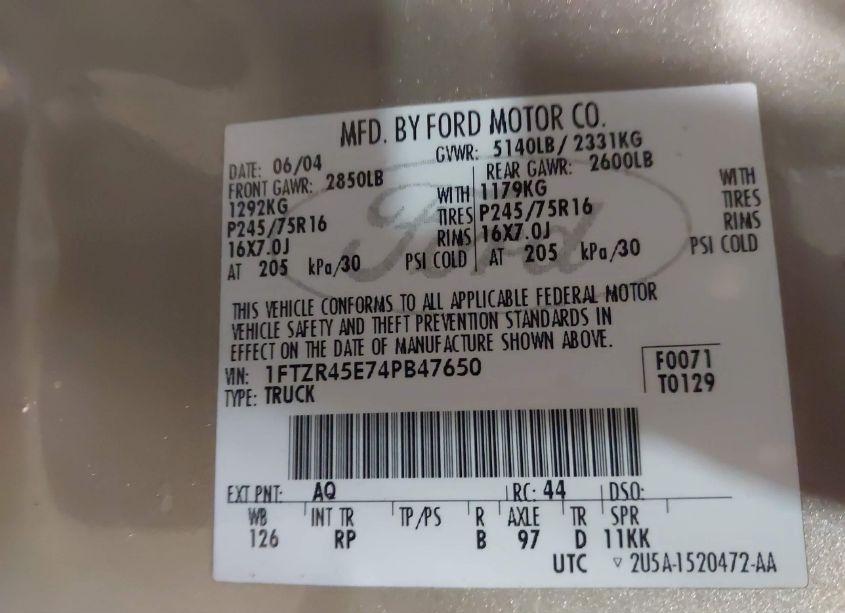 MFD. BY FORD MOTOR CO.
DATE: 06/04 GVWR: 5140LB / 2331KG
FRONT GAWR: 2850LB REAR GAWR: 2600LB
1292KG WITH 1179KG WITH
P245/75R16 TIRES P245/75R16 TIRES
16X7.0J RIMS 16X7.0J RIMS
AT 205 kPa/30 PSI COLD AT 205 kPa/30 PSI COLD
Ford
THIS VEHICLE CONFORMS TO ALL APPLICABLE FEDERAL MOTOR
VEHICLE SAFETY AND THEFT PREVENTION STANDARDS IN
EFFECT ON THE DATE OF MANUFACTURE SHOWN ABOVE.
VIN: 1FTZR45E74PB47650 F0071
TYPE: TRUCK T0129
EXT PNT: AQ RC: 44 DSO:
WB INT TR TP/PS R AXLE TR SPR
126 RP B 97 D 11KK
UTC ▿ 2U5A-1520472-AA